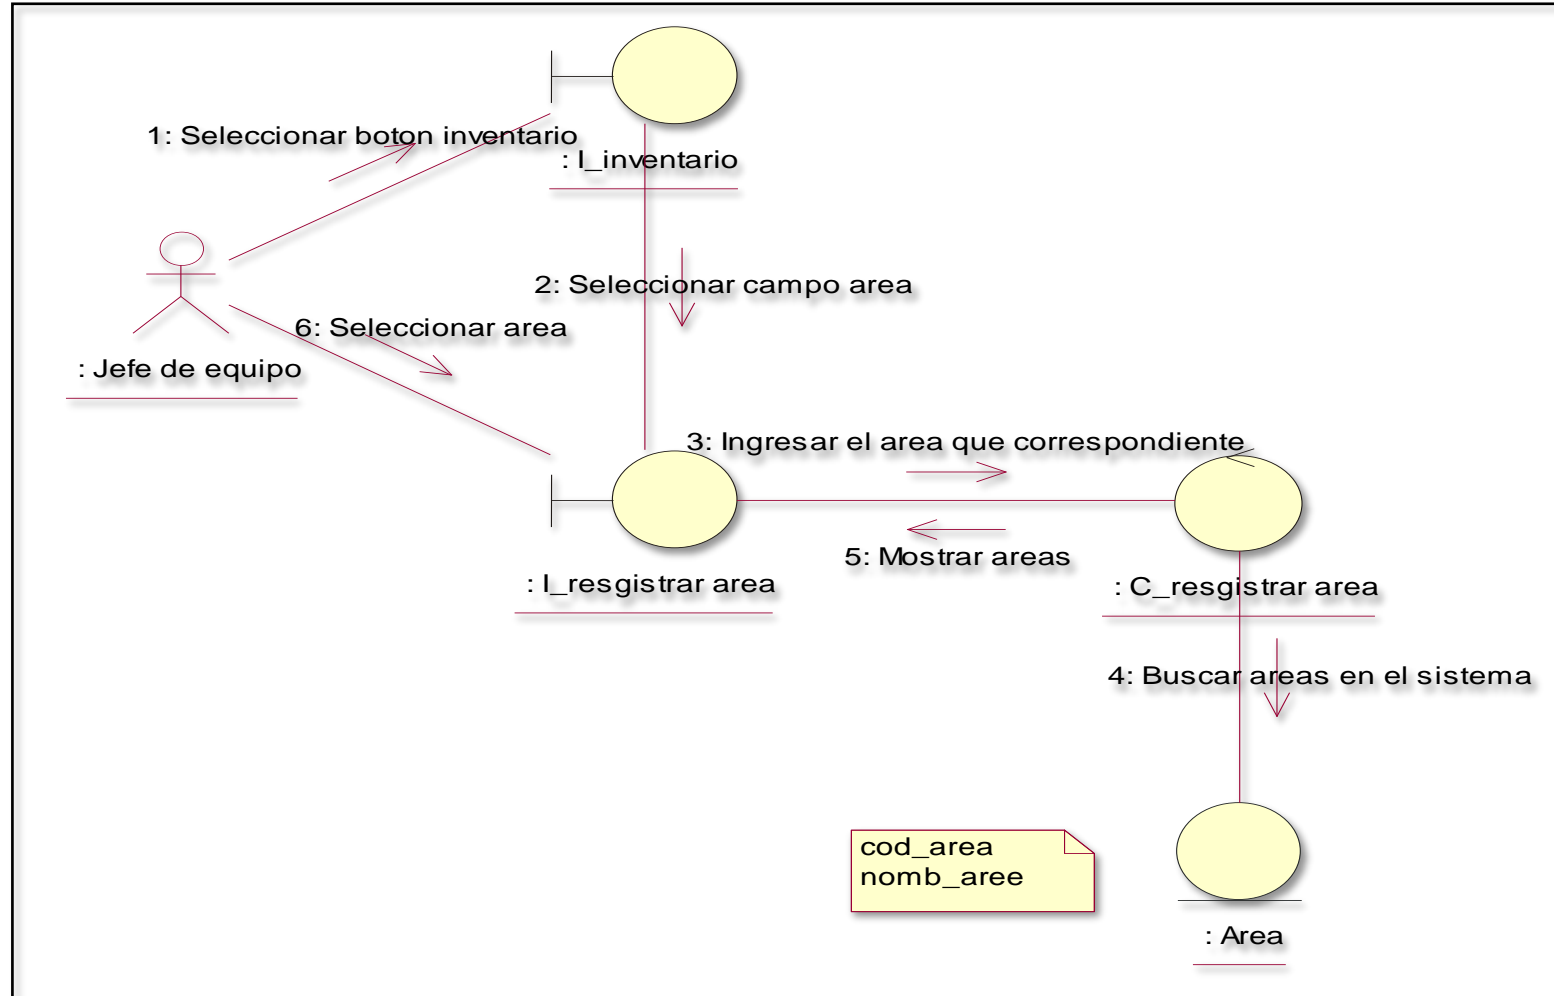 1: Seleccionar boton inventario
: I_inventario
2: Seleccionar campo area
6: Seleccionar area
: Jefe de equipo
3: Ingresar el area que correspondiente
5: Mostrar areas
: I_resgistrar area
: C_resgistrar area
4: Buscar areas en el sistema
cod_area
nomb_aree
: Area